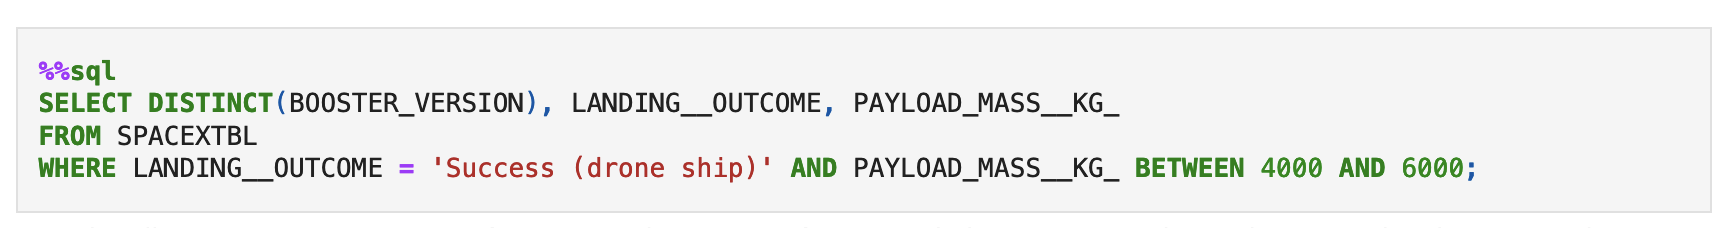 %%sql
SELECT DISTINCT(BOOSTER_VERSION), LANDING__OUTCOME, PAYLOAD_MASS__KG_
FROM SPACEXTBL
WHERE LANDING__OUTCOME = 'Success (drone ship)' AND PAYLOAD_MASS__KG_ BETWEEN 4000 AND 6000;